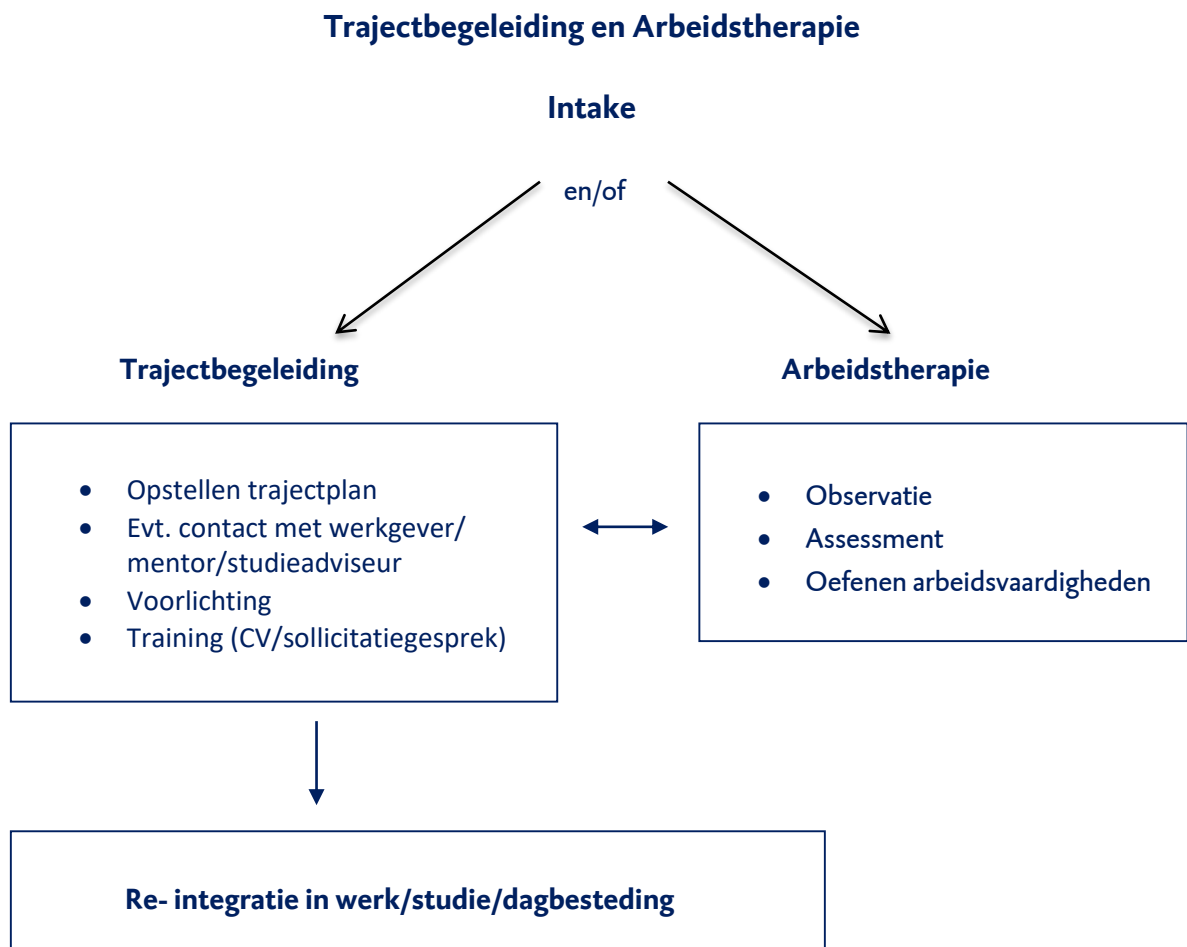 Trajectbegeleiding en Arbeidstherapie
Intake
en/of
Trajectbegeleiding
• Opstellen trajectplan
• Evt. contact met werkgever/
mentor/studieadviseur
• Voorlichting
• Training (CV/sollicitatiegesprek)
Arbeidstherapie
• Observatie
• Assessment
• Oefenen arbeidsvaardigheden
Re- integratie in werk/studie/dagbesteding